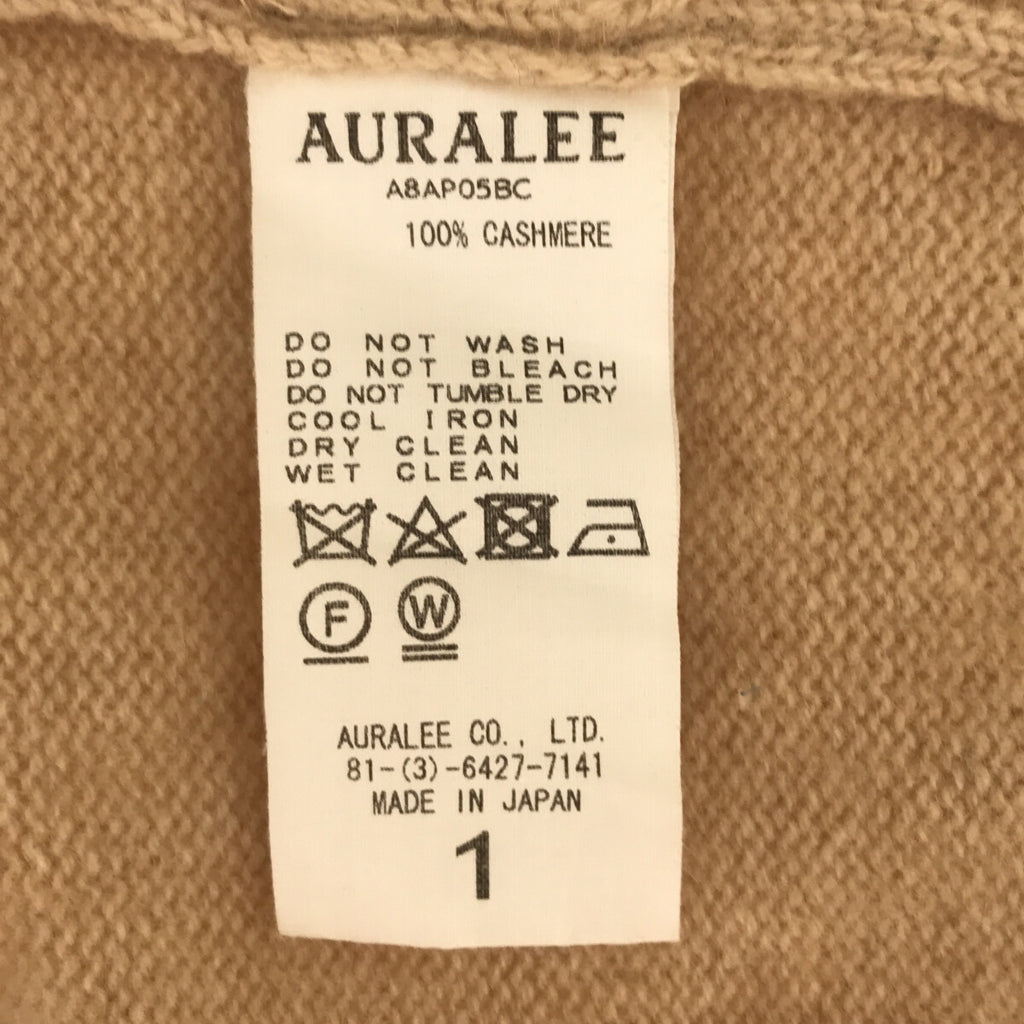 AURALEE
A8AP05BC
100% CASHMERE
DO NOT WASH
DO NOT BLEACH
DO NOT TUMBLE DRY
COOL IRON
DRY CLEAN
WET CLEAN
F W
AURALEE CO., LTD.
81-(3)-6427-7141
MADE IN JAPAN
1